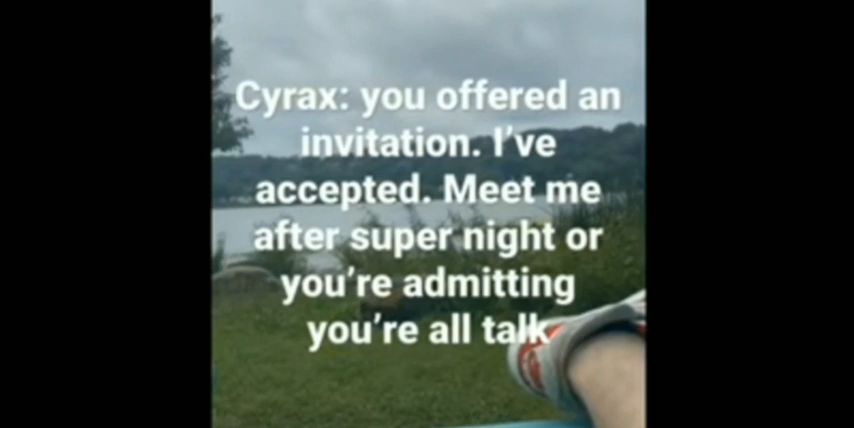 Cyrax: you offered an
invitation. I've
accepted. Meet me
after super night or
you're admitting
you're all talk